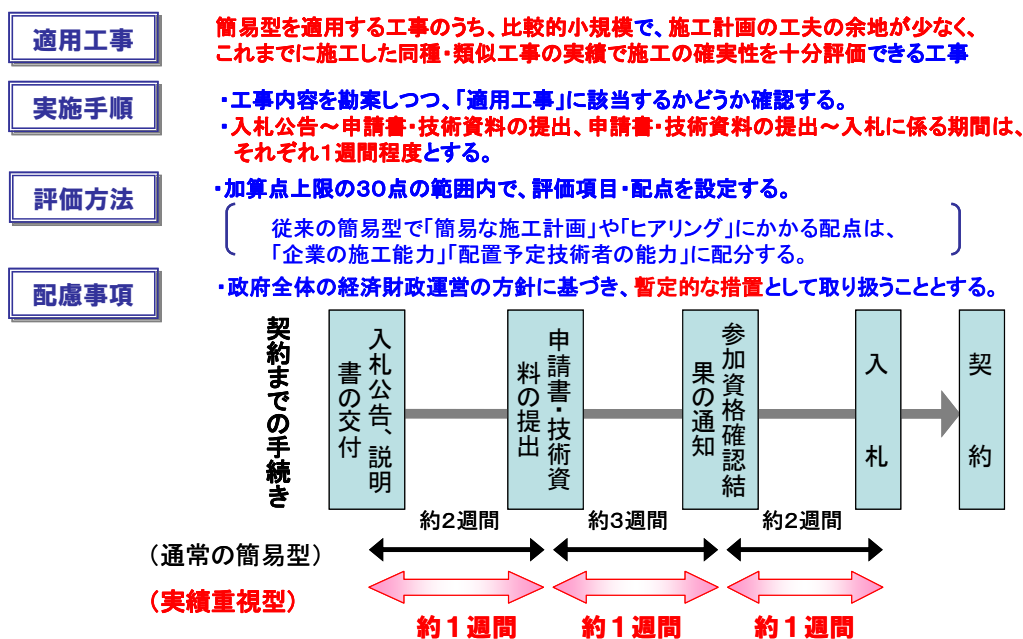 適用工事
簡易型を適用する工事のうち、比較的小規模で、施工計画の工夫の余地が少なく、
これまでに施工した同種・類似工事の実績で施工の確実性を十分評価できる工事
実施手順
・工事内容を勘案しつつ、「適用工事」に該当するかどうか確認する。
・入札公告～申請書・技術資料の提出、申請書・技術資料の提出～入札に係る期間は、
それぞれ１週間程度とする。
評価方法
・加算点上限の３０点の範囲内で、評価項目・配点を設定する。
従来の簡易型で「簡易な施工計画」や「ヒアリング」にかかる配点は、
「企業の施工能力」「配置予定技術者の能力」に配分する。
配慮事項
・政府全体の経済財政運営の方針に基づき、暫定的な措置として取り扱うこととする。
契約までの手続き
入札公告、説明
書の交付
申請書・技術資
料の提出
参加資格確認結
果の通知
入札
契約
約２週間
約３週間
約２週間
（通常の簡易型）
（実績重視型）
約１週間
約１週間
約１週間